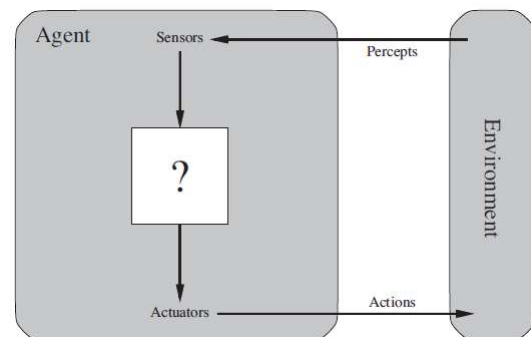 Agent
Sensors
Percepts
?
Environment
Actuators
Actions